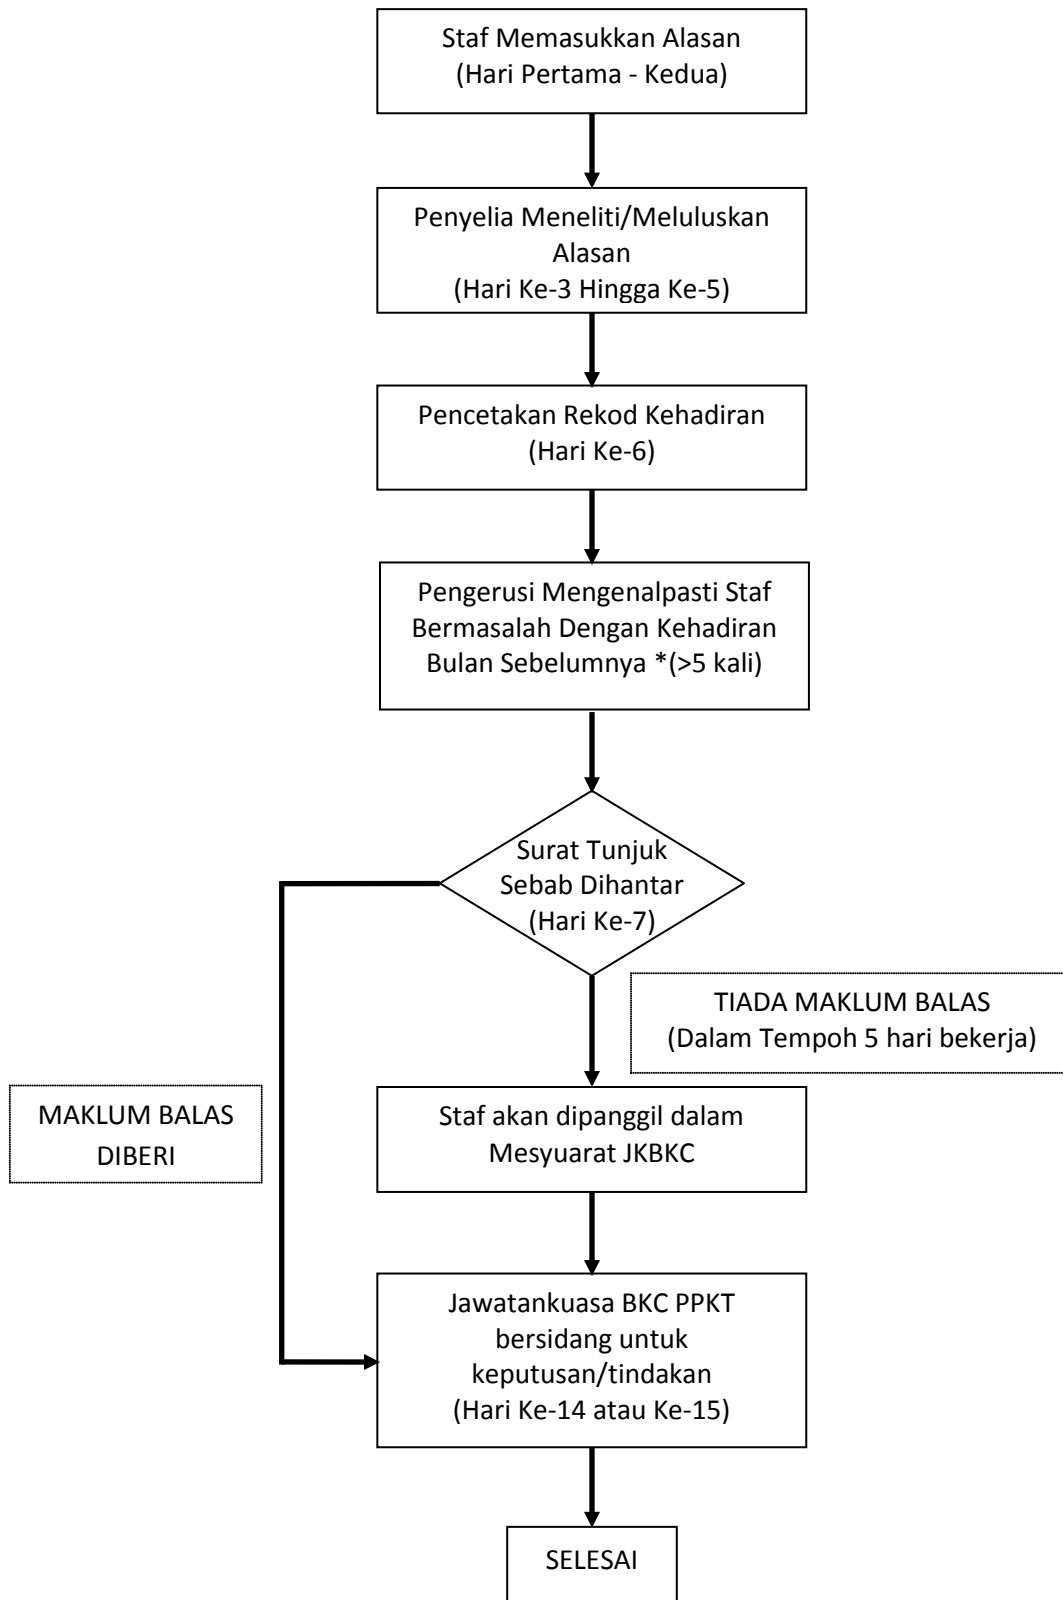 Staf Memasukkan Alasan
(Hari Pertama - Kedua)
Penyelia Meneliti/Meluluskan
Alasan
(Hari Ke-3 Hingga Ke-5)
Pencetakan Rekod Kehadiran
(Hari Ke-6)
Pengerusi Mengenalpasti Staf
Bermasalah Dengan Kehadiran
Bulan Sebelumnya *(>5 kali)
Surat Tunjuk
Sebab Dihantar
(Hari Ke-7)
TIADA MAKLUM BALAS
(Dalam Tempoh 5 hari bekerja)
MAKLUM BALAS
DIBERI
Staf akan dipanggil dalam
Mesyuarat JKBKC
Jawatankuasa BKC PPKT
bersidang untuk
keputusan/tindakan
(Hari Ke-14 atau Ke-15)
SELESAI